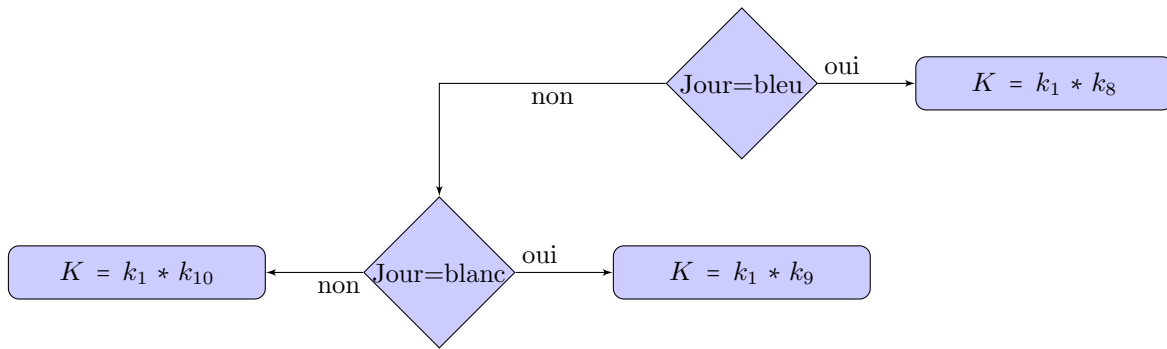 Jour=bleu
oui
K = k₁ * k₈
non
Jour=blanc
oui
K = k₁ * k₉
non
K = k₁ * k₁₀